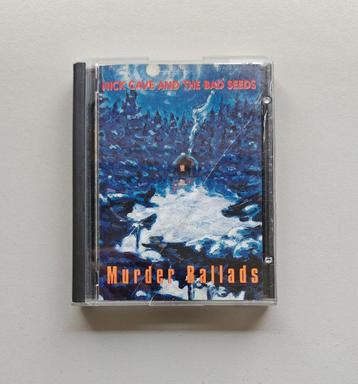 NICK CAVE AND THE BAD SEEDS
Murder Ballads